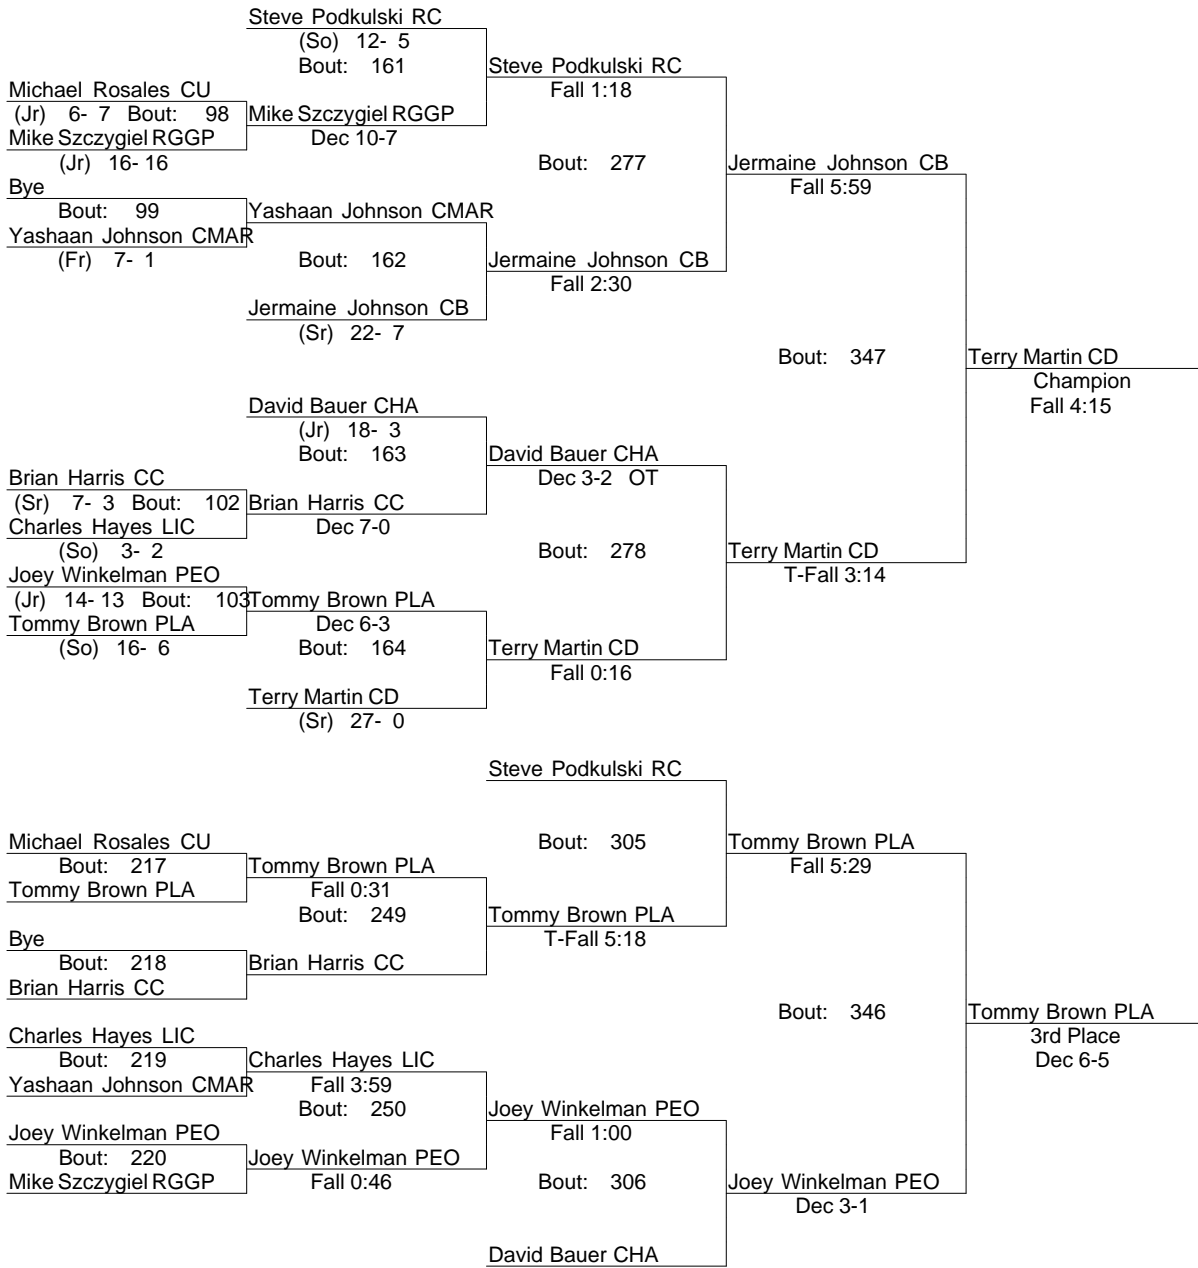 Steve Podkulski RC
(So) 12- 5
Bout: 161
Steve Podkulski RC
Fall 1:18
Michael Rosales CU
(Jr) 6- 7 Bout: 98
Mike Szczygiel RGGP
Mike Szczygiel RGGP
Dec 10-7
(Jr) 16- 16
Bout: 277
Jermaine Johnson CB
Fall 5:59
Bye
Bout: 99
Yashaan Johnson CMAR
Yashaan Johnson CMAR
(Fr) 7- 1
Bout: 162
Jermaine Johnson CB
Fall 2:30
Jermaine Johnson CB
(Sr) 22- 7
Bout: 347
Terry Martin CD
Champion
Fall 4:15
David Bauer CHA
(Jr) 18- 3
Bout: 163
David Bauer CHA
Dec 3-2 OT
Brian Harris CC
(Sr) 7- 3 Bout: 102
Brian Harris CC
Charles Hayes LIC
Dec 7-0
(So) 3- 2
Bout: 278
Terry Martin CD
T-Fall 3:14
Joey Winkelman PEO
(Jr) 14- 13 Bout: 103
Tommy Brown PLA
Tommy Brown PLA
Dec 6-3
(So) 16- 6
Bout: 164
Terry Martin CD
Fall 0:16
Terry Martin CD
(Sr) 27- 0
Steve Podkulski RC
Michael Rosales CU
Bout: 217
Tommy Brown PLA
Tommy Brown PLA
Fall 0:31
Bout: 249
Bout: 305
Tommy Brown PLA
Fall 5:29
Tommy Brown PLA
T-Fall 5:18
Bye
Bout: 218
Brian Harris CC
Brian Harris CC
Bout: 346
Tommy Brown PLA
3rd Place
Dec 6-5
Charles Hayes LIC
Bout: 219
Yashaan Johnson CMAR
Charles Hayes LIC
Fall 3:59
Bout: 250
Joey Winkelman PEO
Fall 1:00
Joey Winkelman PEO
Bout: 220
Mike Szczygiel RGGP
Joey Winkelman PEO
Fall 0:46
Bout: 306
Joey Winkelman PEO
Dec 3-1
David Bauer CHA